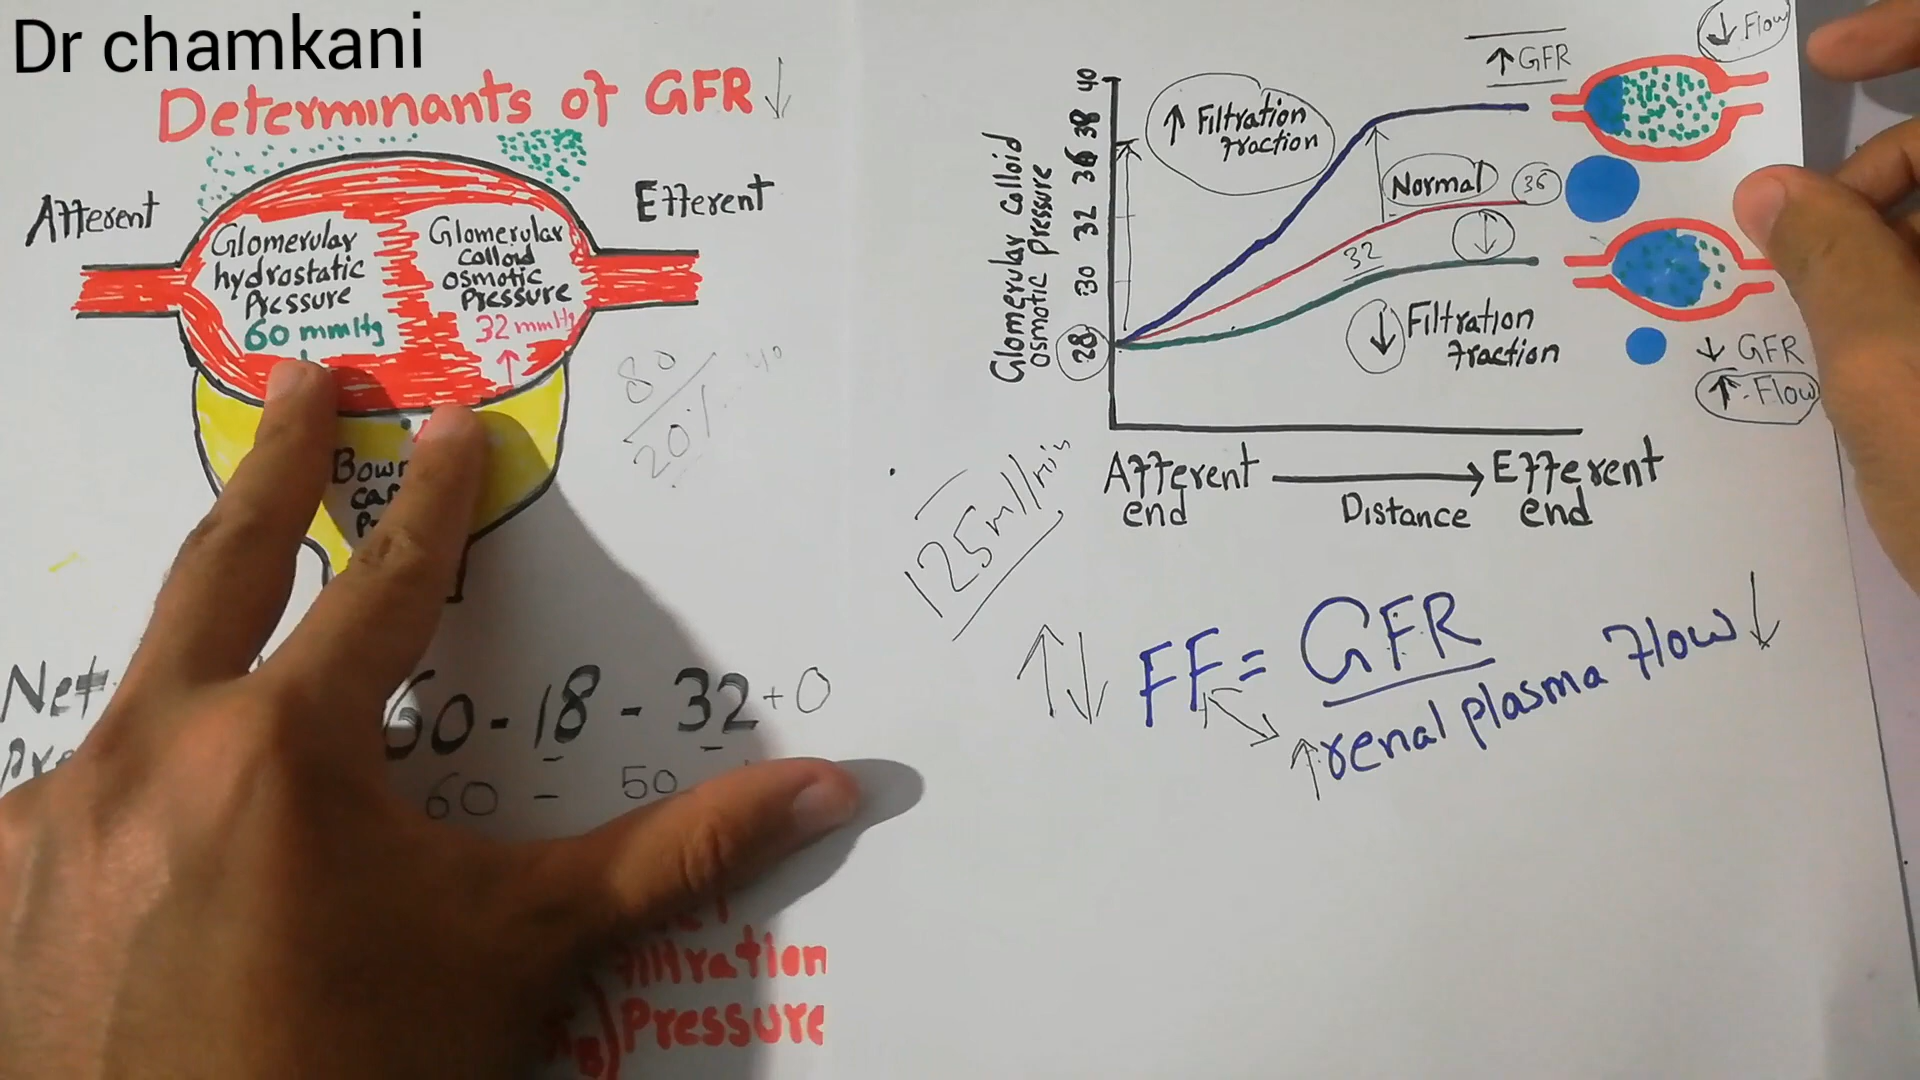 Dr chamkani
Determinants of GFR ↓
Afferent
Efferent
Glomerular
hydrostatic
Pressure
60 mmHg
Glomerular
colloid
osmotic
Pressure
32 mmHg
↑
80
20%
Net
60 - 18 - 32 + 0
60 - 50
Filtration
Pressure
Glomerular Colloid
Osmotic Pressure
40
38
36
32
30
28
↑ Filtration
fraction
Normal
36
32
↓ Filtration
fraction
↑ GFR
↓ Flow
↓ GFR
↑ Flow
Afferent
end
Distance
Efferent
end
125ml/min
↑↓ FF = GFR
↑ renal plasma Flow ↓